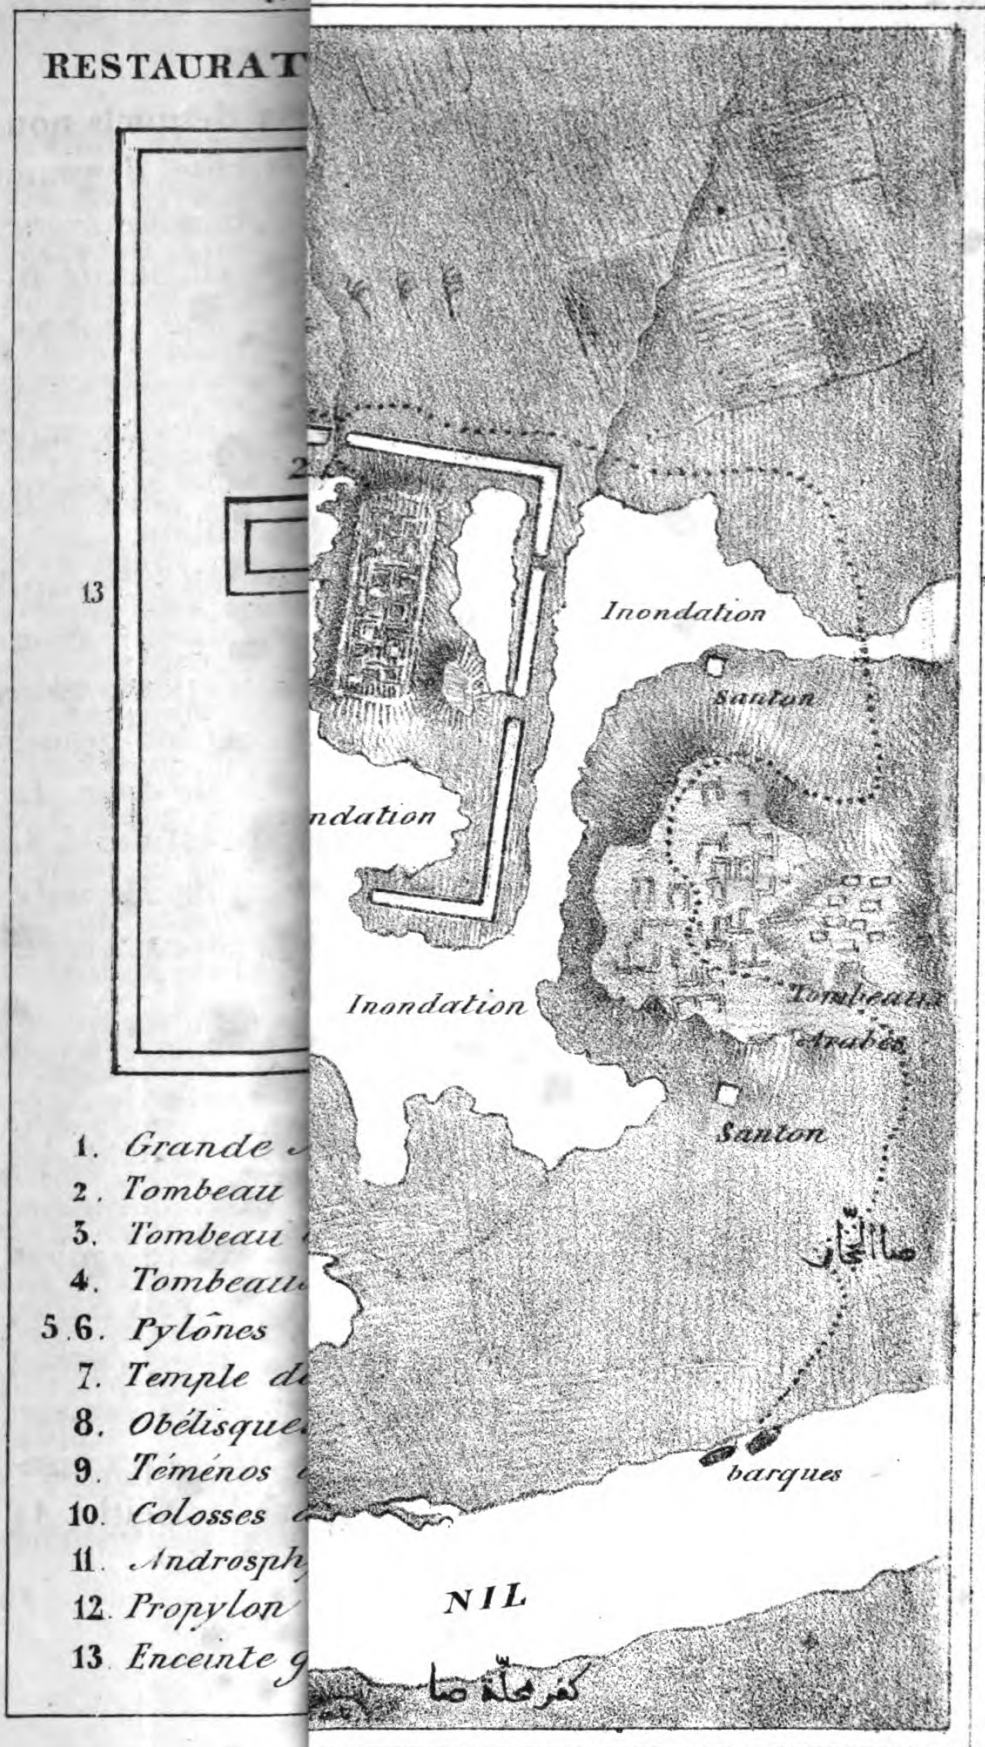 RESTAURAT
2
13
1. Grande
2. Tombeau
3. Tombeau
4. Tombeau
5.6. Pylônes
7. Temple d
8. Obélisque
9. Téménos
10. Colosses
11. Androsph
12. Propylon
13. Enceinte g
Inondation
Santon
ndation
Inondation
Tombeaux
Arabes
Santon
صا الحجار
barques
NIL
كفر محلّة صا